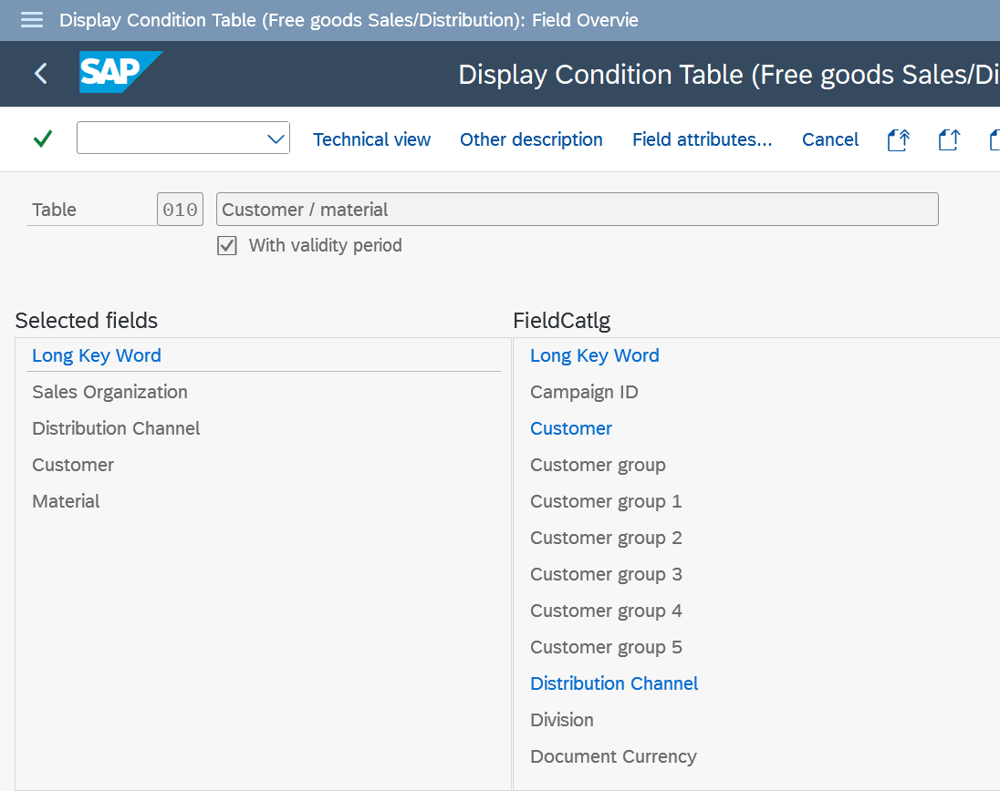 Display Condition Table (Free goods Sales/Distribution): Field Overvie
SAP
Display Condition Table (Free goods Sales/Di
Technical view Other description Field attributes... Cancel
Table 010 Customer / material
With validity period
Selected fields FieldCatlg
Long Key Word Long Key Word
Sales Organization Campaign ID
Distribution Channel Customer
Customer Customer group
Material Customer group 1
Customer group 2
Customer group 3
Customer group 4
Customer group 5
Distribution Channel
Division
Document Currency